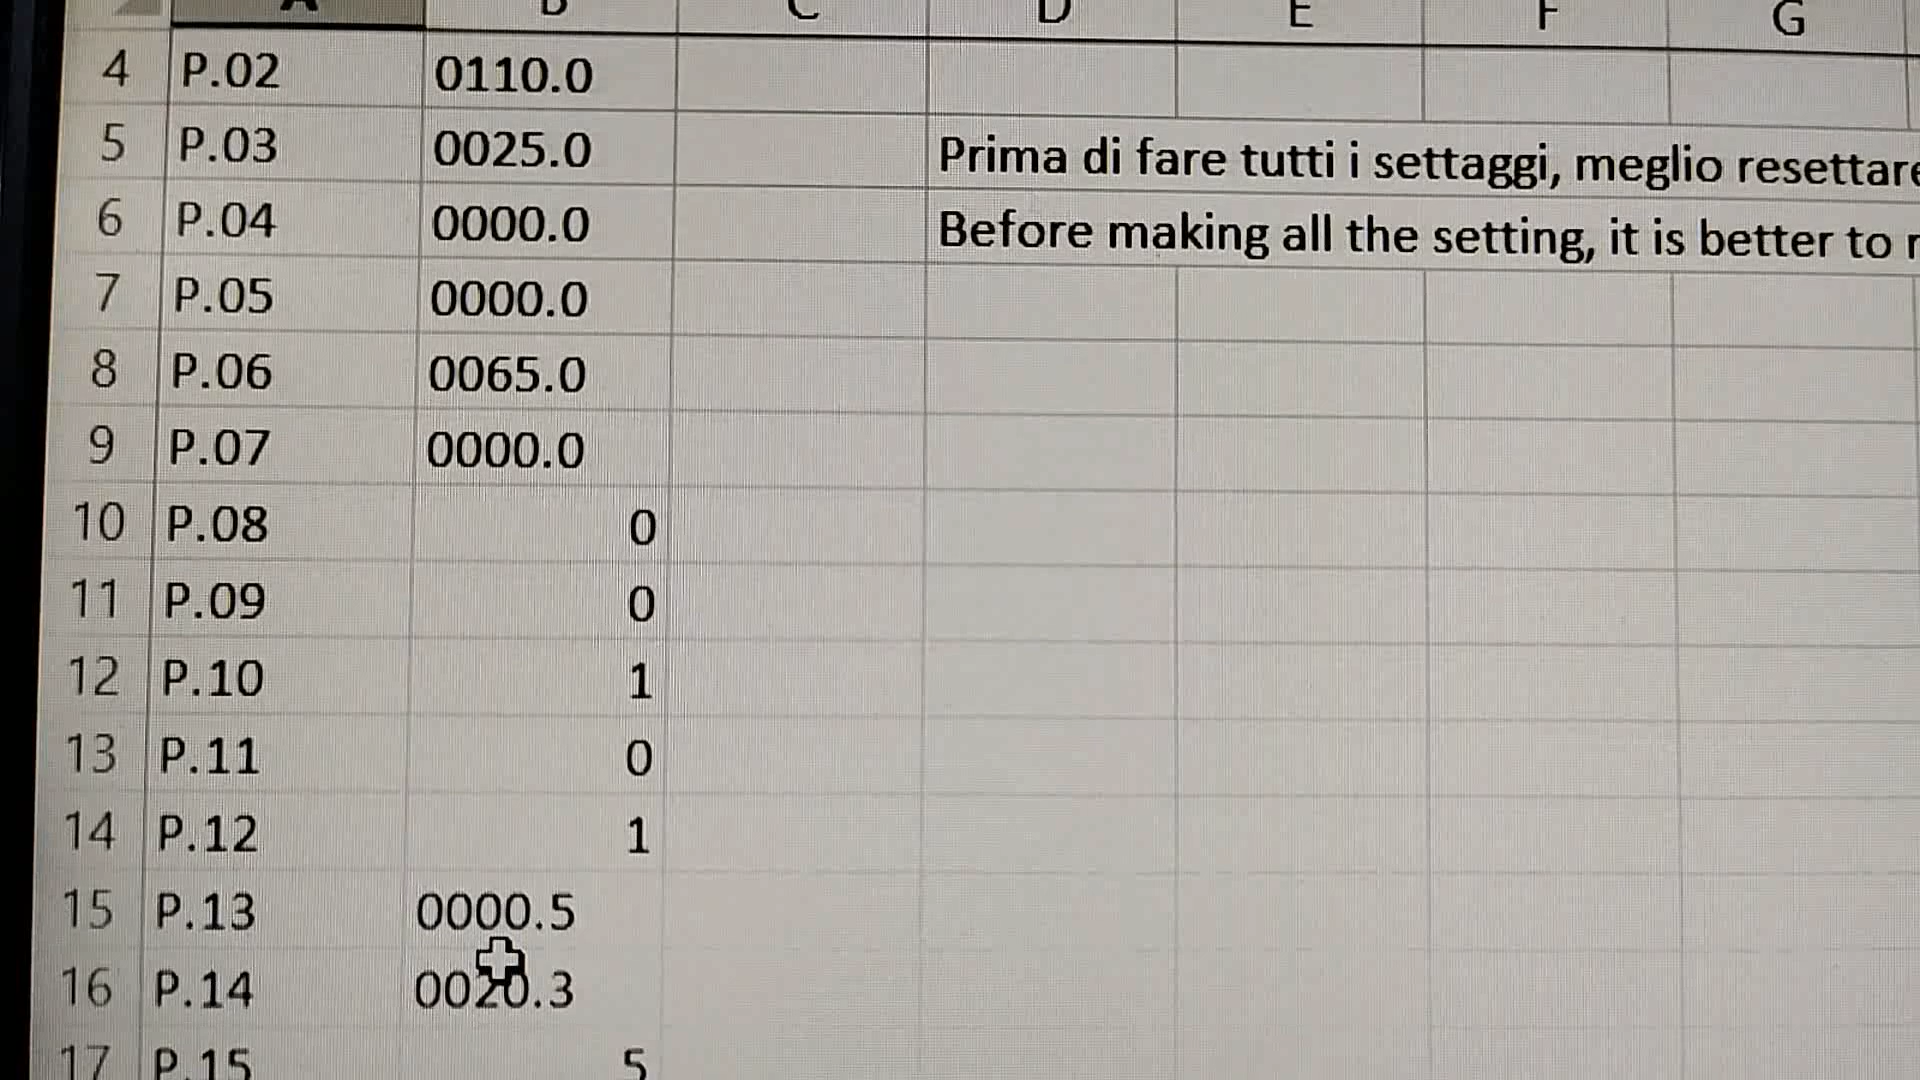 A B C D E F G
4 P.02 0110.0
5 P.03 0025.0 Prima di fare tutti i settaggi, meglio resettare
6 P.04 0000.0 Before making all the setting, it is better to
7 P.05 0000.0
8 P.06 0065.0
9 P.07 0000.0
10 P.08 0
11 P.09 0
12 P.10 1
13 P.11 0
14 P.12 1
15 P.13 0000.5
16 P.14 0020.3
17 P.15 5